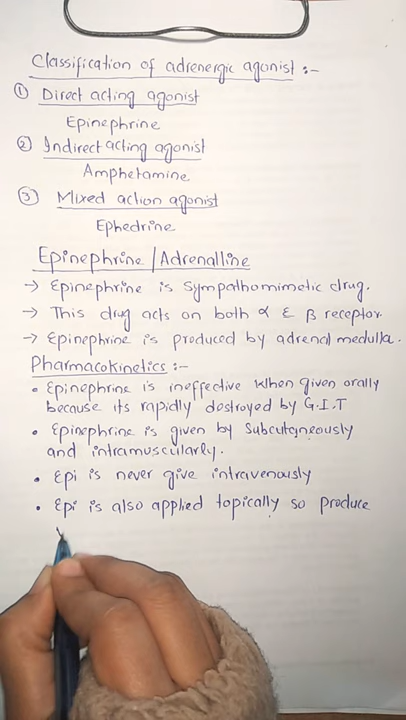 Classification of adrenergic agonist :-
① Direct acting agonist
Epinephrine
② Indirect acting agonist
Amphetamine
③ Mixed action agonist
Ephedrine
Epinephrine / Adrenalline
→ Epinephrine is sympathomimetic drug.
→ This drug acts on both α & β receptor.
→ Epinephrine is produced by adrenal medulla.
Pharmacokinetics :-
• Epinephrine is ineffective when given orally
because its rapidly destroyed by G.I.T
• Epinephrine is given by Subcutaneously
and intramuscularly.
• Epi is never give intravenously
• Epi is also applied topically so produce